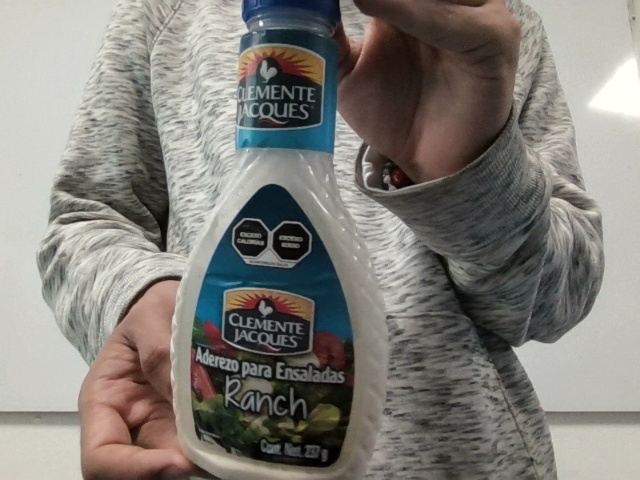 CLEMENTE
JACQUES
EXCESO
CALORÍAS
EXCESO
SODIO
CLEMENTE
JACQUES
Aderezo para Ensaladas
Ranch
Cont. Net. 237 g